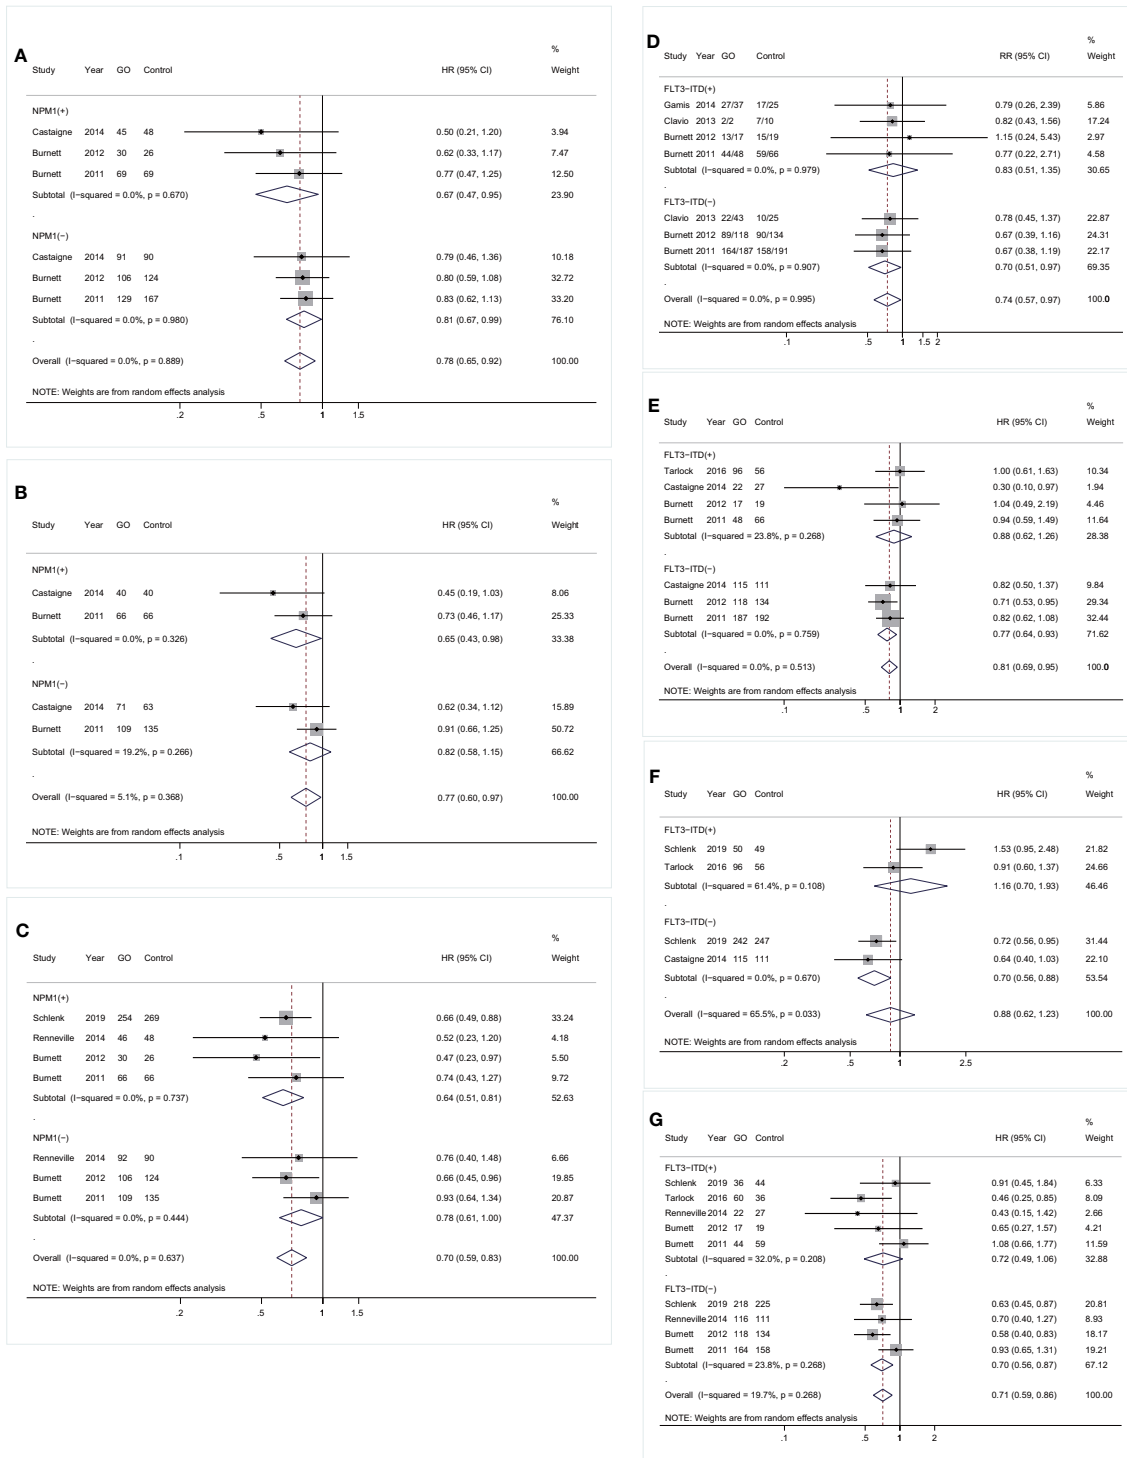 A
%
Study Year GO Control HR (95% CI) Weight
NPM1(+)
Castaigne 2014 45 48 0.50 (0.21, 1.20) 3.94
Burnett 2012 30 26 0.62 (0.33, 1.17) 7.47
Burnett 2011 69 69 0.77 (0.47, 1.25) 12.50
Subtotal (I−squared = 0.0%, p = 0.670) 0.67 (0.47, 0.95) 23.90
.
NPM1(−)
Castaigne 2014 91 90 0.79 (0.46, 1.36) 10.18
Burnett 2012 106 124 0.80 (0.59, 1.08) 32.72
Burnett 2011 129 167 0.83 (0.62, 1.13) 33.20
Subtotal (I−squared = 0.0%, p = 0.980) 0.81 (0.67, 0.99) 76.10
.
Overall (I−squared = 0.0%, p = 0.889) 0.78 (0.65, 0.92) 100.00
NOTE: Weights are from random effects analysis
.2 .5 1 1.5
B
%
Study Year GO Control HR (95% CI) Weight
NPM1(+)
Castaigne 2014 40 40 0.45 (0.19, 1.03) 8.06
Burnett 2011 66 66 0.73 (0.46, 1.17) 25.33
Subtotal (I−squared = 0.0%, p = 0.326) 0.65 (0.43, 0.98) 33.38
.
NPM1(−)
Castaigne 2014 71 63 0.62 (0.34, 1.12) 15.89
Burnett 2011 109 135 0.91 (0.66, 1.25) 50.72
Subtotal (I−squared = 19.2%, p = 0.266) 0.82 (0.58, 1.15) 66.62
.
Overall (I−squared = 5.1%, p = 0.368) 0.77 (0.60, 0.97) 100.00
NOTE: Weights are from random effects analysis
.1 .5 1 1.5
C
%
Study Year GO Control HR (95% CI) Weight
NPM1(+)
Schlenk 2019 254 269 0.66 (0.49, 0.88) 33.24
Renneville 2014 46 48 0.52 (0.23, 1.20) 4.18
Burnett 2012 30 26 0.47 (0.23, 0.97) 5.50
Burnett 2011 66 66 0.74 (0.43, 1.27) 9.72
Subtotal (I−squared = 0.0%, p = 0.737) 0.64 (0.51, 0.81) 52.63
.
NPM1(−)
Renneville 2014 92 90 0.76 (0.40, 1.48) 6.66
Burnett 2012 106 124 0.66 (0.45, 0.96) 19.85
Burnett 2011 109 135 0.93 (0.64, 1.34) 20.87
Subtotal (I−squared = 0.0%, p = 0.444) 0.78 (0.61, 1.00) 47.37
.
Overall (I−squared = 0.0%, p = 0.637) 0.70 (0.59, 0.83) 100.00
NOTE: Weights are from random effects analysis
.2 .5 1 1.5
D
%
Study Year GO Control RR (95% CI) Weight
FLT3−ITD(+)
Gamis 2014 27/37 17/25 0.79 (0.26, 2.39) 5.86
Clavio 2013 2/2 7/10 0.82 (0.43, 1.56) 17.24
Burnett 2012 13/17 15/19 1.15 (0.24, 5.43) 2.97
Burnett 2011 44/48 59/66 0.77 (0.22, 2.71) 4.58
Subtotal (I−squared = 0.0%, p = 0.979) 0.83 (0.51, 1.35) 30.65
.
FLT3−ITD(−)
Clavio 2013 22/43 10/25 0.78 (0.45, 1.37) 22.87
Burnett 2012 89/118 90/134 0.67 (0.39, 1.16) 24.31
Burnett 2011 164/187 158/191 0.67 (0.38, 1.19) 22.17
Subtotal (I−squared = 0.0%, p = 0.907) 0.70 (0.51, 0.97) 69.35
.
Overall (I−squared = 0.0%, p = 0.995) 0.74 (0.57, 0.97) 100.0
NOTE: Weights are from random effects analysis
.1 .5 1 1.5 2
E
%
Study Year GO Control HR (95% CI) Weight
FLT3−ITD(+)
Tarlock 2016 96 56 1.00 (0.61, 1.63) 10.34
Castaigne 2014 22 27 0.30 (0.10, 0.97) 1.94
Burnett 2012 17 19 1.04 (0.49, 2.19) 4.46
Burnett 2011 48 66 0.94 (0.59, 1.49) 11.64
Subtotal (I−squared = 23.8%, p = 0.268) 0.88 (0.62, 1.26) 28.38
.
FLT3−ITD(−)
Castaigne 2014 115 111 0.82 (0.50, 1.37) 9.84
Burnett 2012 118 134 0.71 (0.53, 0.95) 29.34
Burnett 2011 187 192 0.82 (0.62, 1.08) 32.44
Subtotal (I−squared = 0.0%, p = 0.759) 0.77 (0.64, 0.93) 71.62
.
Overall (I−squared = 0.0%, p = 0.513) 0.81 (0.69, 0.95) 100.0
NOTE: Weights are from random effects analysis
.1 .5 1 2
F
%
Study Year GO Control HR (95% CI) Weight
FLT3−ITD(+)
Schlenk 2019 50 49 1.53 (0.95, 2.48) 21.82
Tarlock 2016 96 56 0.91 (0.60, 1.37) 24.66
Subtotal (I−squared = 61.4%, p = 0.108) 1.16 (0.70, 1.93) 46.46
.
FLT3−ITD(−)
Schlenk 2019 242 247 0.72 (0.56, 0.95) 31.44
Castaigne 2014 115 111 0.64 (0.40, 1.03) 22.10
Subtotal (I−squared = 0.0%, p = 0.670) 0.70 (0.56, 0.88) 53.54
.
Overall (I−squared = 65.5%, p = 0.033) 0.88 (0.62, 1.23) 100.00
NOTE: Weights are from random effects analysis
.2 .5 1 2.5
G
%
Study Year GO Control HR (95% CI) Weight
FLT3−ITD(+)
Schlenk 2019 36 44 0.91 (0.45, 1.84) 6.33
Tarlock 2016 60 36 0.46 (0.25, 0.85) 8.09
Renneville 2014 22 27 0.43 (0.15, 1.42) 2.66
Burnett 2012 17 19 0.65 (0.27, 1.57) 4.21
Burnett 2011 44 59 1.08 (0.66, 1.77) 11.59
Subtotal (I−squared = 32.0%, p = 0.208) 0.72 (0.49, 1.06) 32.88
.
FLT3−ITD(−)
Schlenk 2019 218 225 0.63 (0.45, 0.87) 20.81
Renneville 2014 116 111 0.70 (0.40, 1.27) 8.93
Burnett 2012 118 134 0.58 (0.40, 0.83) 18.17
Burnett 2011 164 158 0.93 (0.65, 1.31) 19.21
Subtotal (I−squared = 23.8%, p = 0.268) 0.70 (0.56, 0.87) 67.12
.
Overall (I−squared = 19.7%, p = 0.268) 0.71 (0.59, 0.86) 100.00
NOTE: Weights are from random effects analysis
.1 .5 1 2